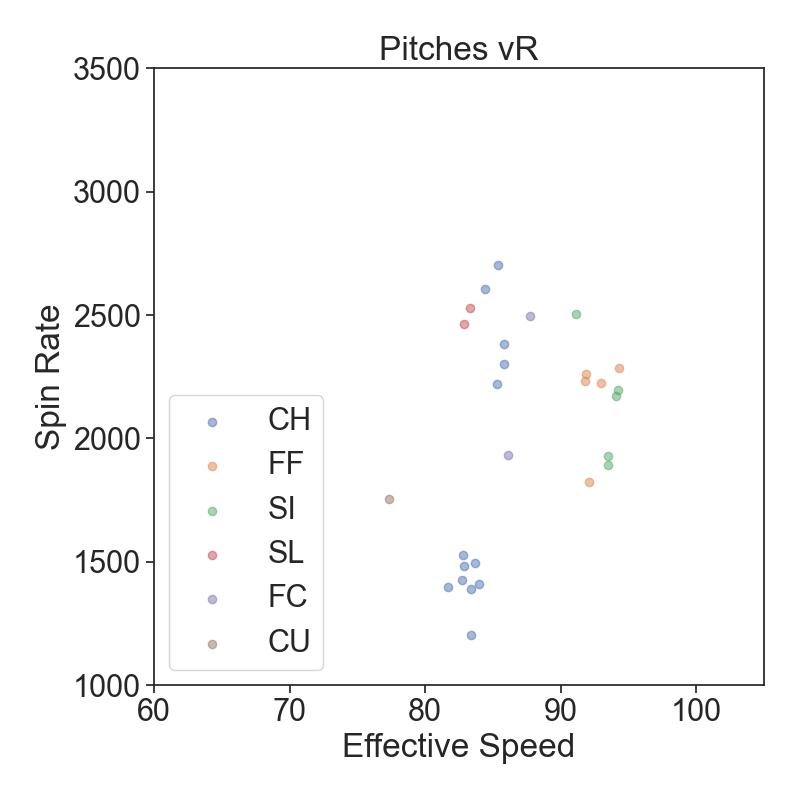 Pitches vR
Spin Rate
3500
3000
2500
2000
1500
1000
CH
FF
SI
SL
FC
CU
60 70 80 90 100
Effective Speed